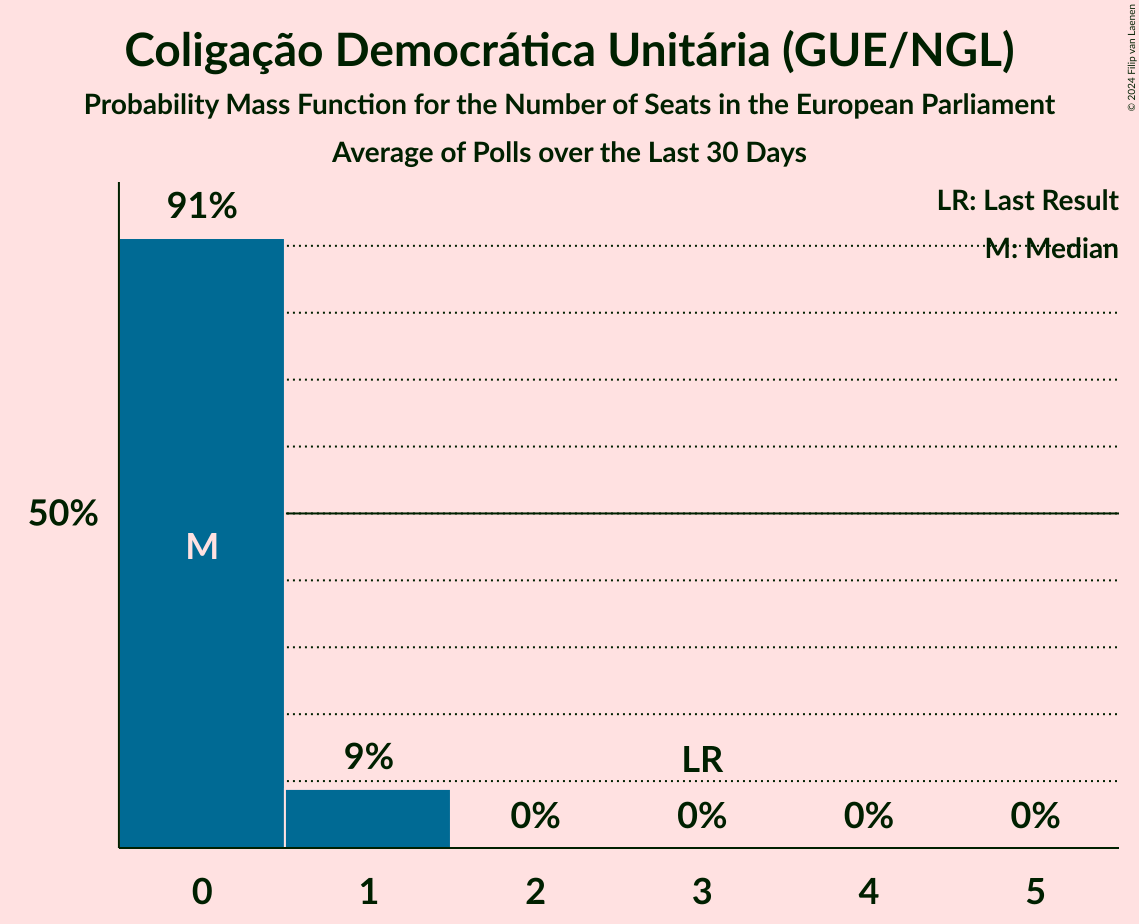 Coligação Democrática Unitária (GUE/NGL)
Probability Mass Function for the Number of Seats in the European Parliament
Average of Polls over the Last 30 Days
© 2024 Filip van Laenen
LR: Last Result
M: Median
91%
50%
M
9%
LR
0%
0%
0%
0%
0
1
2
3
4
5